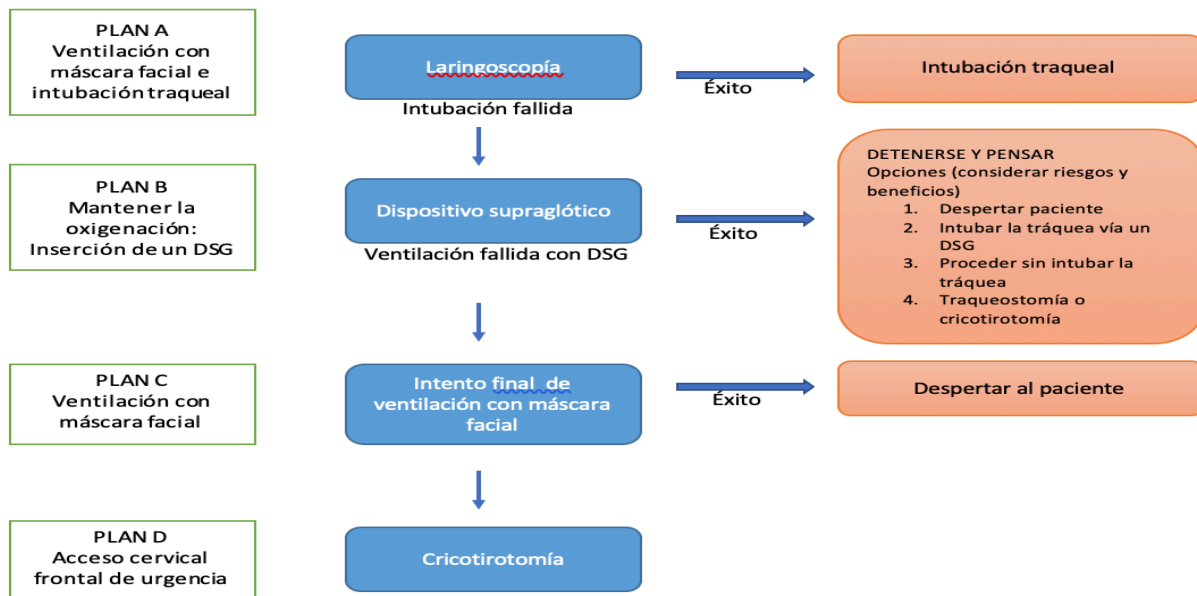 PLAN A
Ventilación con
máscara facial e
intubación traqueal
Laringoscopía
Intubación fallida
Éxito
Intubación traqueal
PLAN B
Mantener la
oxigenación:
Inserción de un DSG
Dispositivo supraglótico
Ventilación fallida con DSG
Éxito
DETENERSE Y PENSAR
Opciones (considerar riesgos y
beneficios)
1. Despertar paciente
2. Intubar la tráquea vía un
DSG
3. Proceder sin intubar la
tráquea
4. Traqueostomía o
cricotirotomía
PLAN C
Ventilación con
máscara facial
Intento final de
ventilación con máscara
facial
Éxito
Despertar al paciente
PLAN D
Acceso cervical
frontal de urgencia
Cricotirotomía